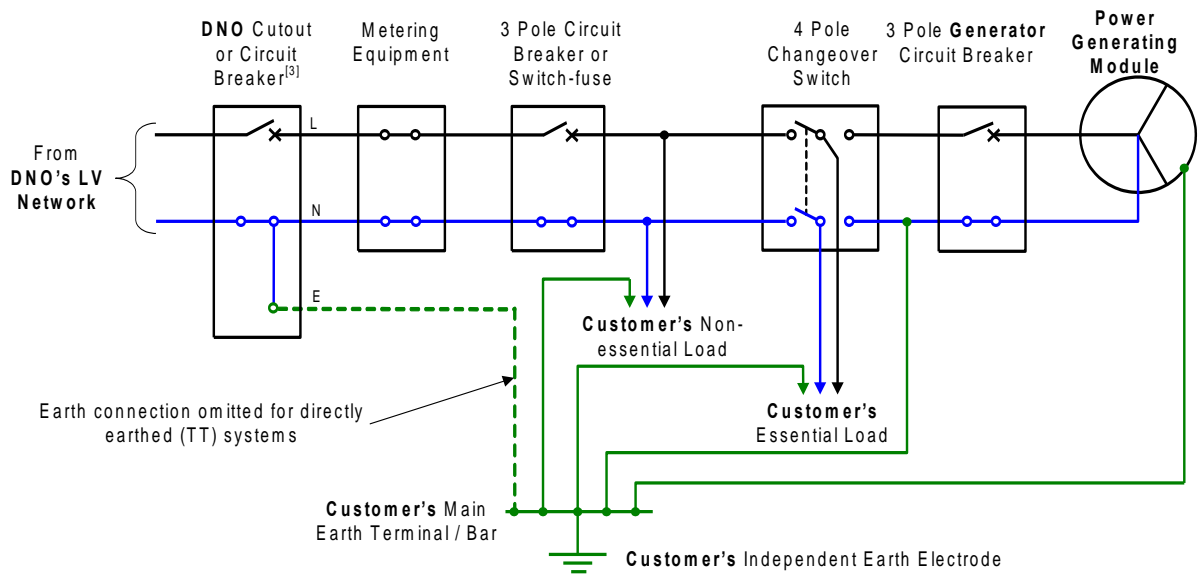 DNO Cutout
or Circuit
Breaker[3]
Metering
Equipment
3 Pole Circuit
Breaker or
Switch-fuse
4 Pole
Changeover
Switch
3 Pole Generator
Circuit Breaker
Power
Generating
Module
L
From
DNO's LV
Network
N
E
Customer's Non-
essential Load
Customer's
Essential Load
Earth connection omitted for directly
earthed (TT) systems
Customer's Main
Earth Terminal / Bar
Customer's Independent Earth Electrode